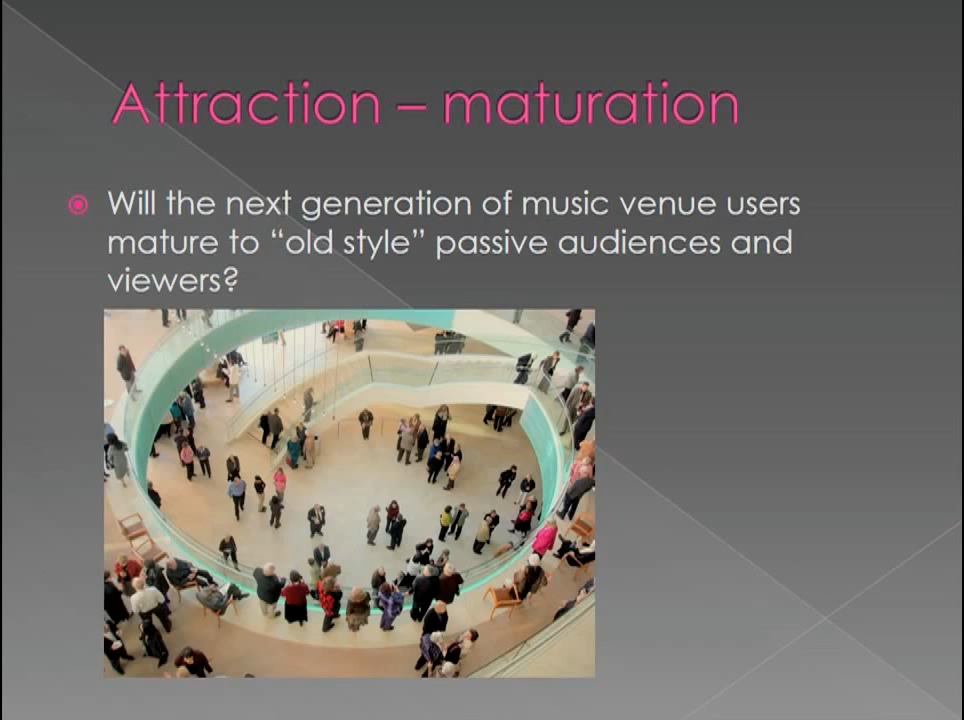 Attraction – maturation
Will the next generation of music venue users
mature to “old style” passive audiences and
viewers?